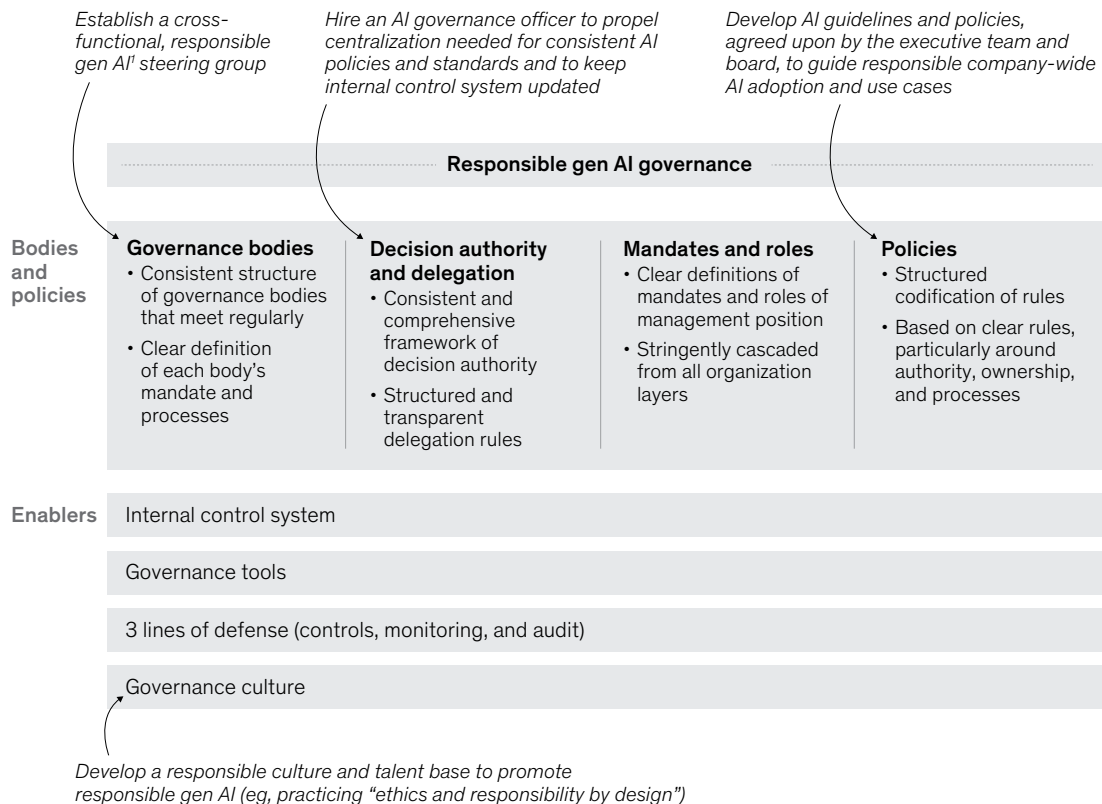 Establish a cross-
functional, responsible
gen AI¹ steering group
Hire an AI governance officer to propel
centralization needed for consistent AI
policies and standards and to keep
internal control system updated
Develop AI guidelines and policies,
agreed upon by the executive team and
board, to guide responsible company-wide
AI adoption and use cases
Responsible gen AI governance
Bodies
and
policies
Governance bodies
• Consistent structure
of governance bodies
that meet regularly
• Clear definition
of each body’s
mandate and
processes
Decision authority
and delegation
• Consistent and
comprehensive
framework of
decision authority
• Structured and
transparent
delegation rules
Mandates and roles
• Clear definitions of
mandates and roles of
management position
• Stringently cascaded
from all organization
layers
Policies
• Structured
codification of rules
• Based on clear rules,
particularly around
authority, ownership,
and processes
Enablers
Internal control system
Governance tools
3 lines of defense (controls, monitoring, and audit)
Governance culture
Develop a responsible culture and talent base to promote
responsible gen AI (eg, practicing “ethics and responsibility by design”)